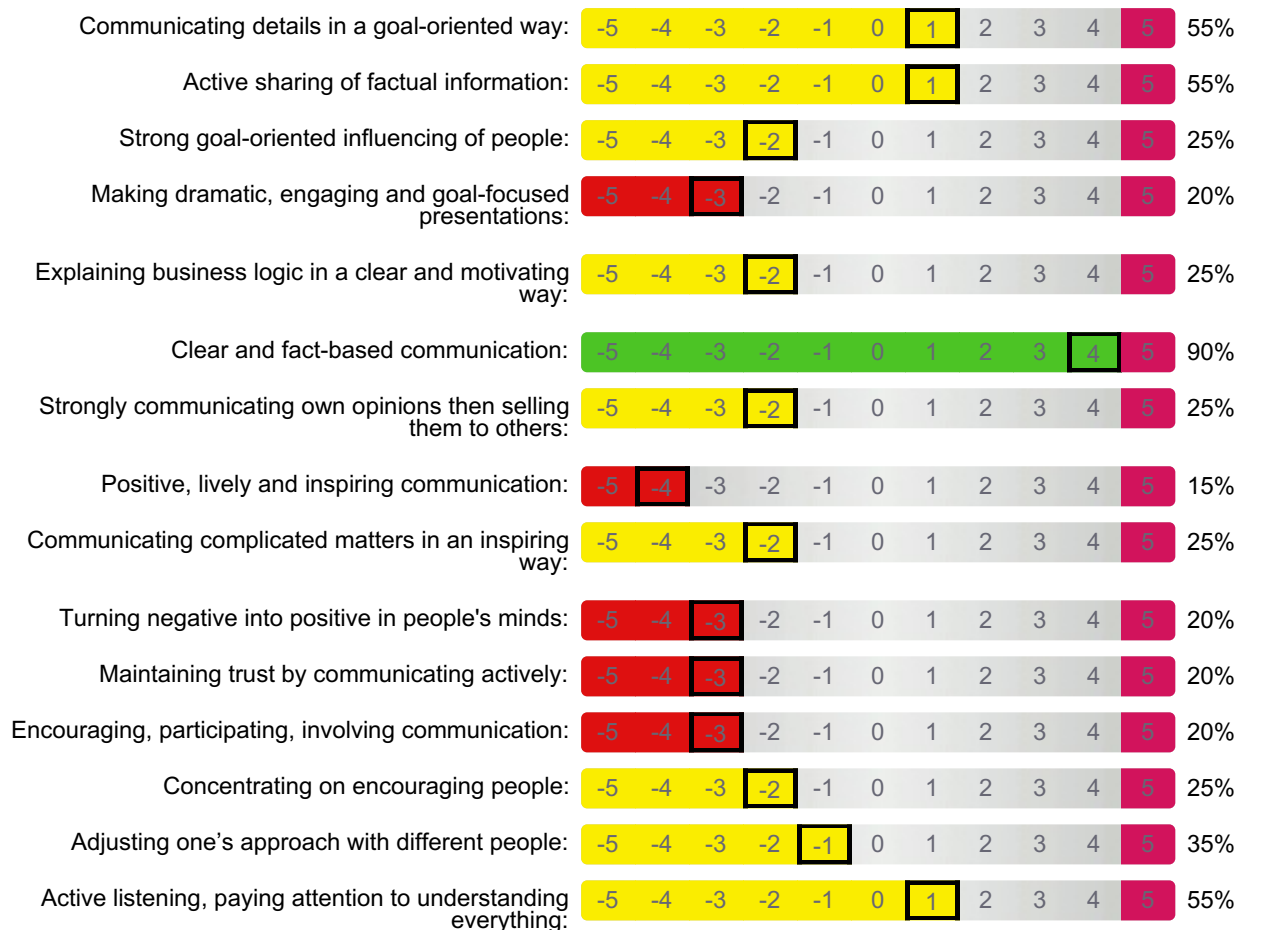 Communicating details in a goal-oriented way: -5 -4 -3 -2 -1 0 1 2 3 4 5 55%
Active sharing of factual information: -5 -4 -3 -2 -1 0 1 2 3 4 5 55%
Strong goal-oriented influencing of people: -5 -4 -3 -2 -1 0 1 2 3 4 5 25%
Making dramatic, engaging and goal-focused
presentations: -5 -4 -3 -2 -1 0 1 2 3 4 5 20%
Explaining business logic in a clear and motivating
way: -5 -4 -3 -2 -1 0 1 2 3 4 5 25%
Clear and fact-based communication: -5 -4 -3 -2 -1 0 1 2 3 4 5 90%
Strongly communicating own opinions then selling
them to others: -5 -4 -3 -2 -1 0 1 2 3 4 5 25%
Positive, lively and inspiring communication: -5 -4 -3 -2 -1 0 1 2 3 4 5 15%
Communicating complicated matters in an inspiring
way: -5 -4 -3 -2 -1 0 1 2 3 4 5 25%
Turning negative into positive in people's minds: -5 -4 -3 -2 -1 0 1 2 3 4 5 20%
Maintaining trust by communicating actively: -5 -4 -3 -2 -1 0 1 2 3 4 5 20%
Encouraging, participating, involving communication: -5 -4 -3 -2 -1 0 1 2 3 4 5 20%
Concentrating on encouraging people: -5 -4 -3 -2 -1 0 1 2 3 4 5 25%
Adjusting one’s approach with different people: -5 -4 -3 -2 -1 0 1 2 3 4 5 35%
Active listening, paying attention to understanding
everything: -5 -4 -3 -2 -1 0 1 2 3 4 5 55%